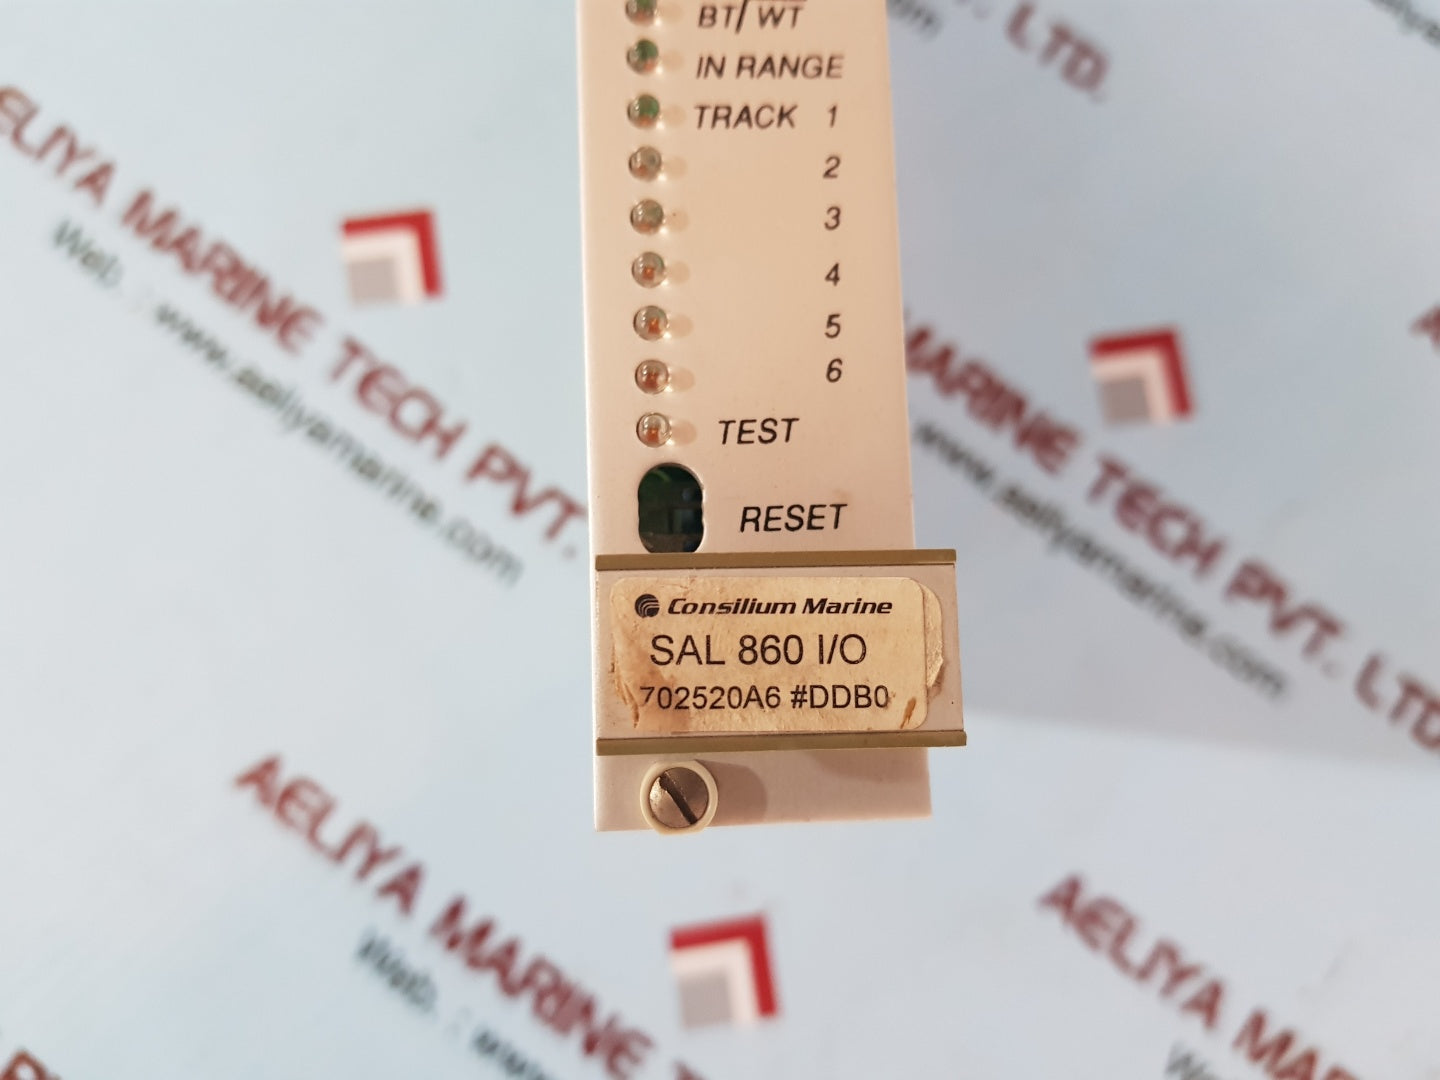 BT/WT
IN RANGE
TRACK 1
2
3
4
5
6
TEST
RESET
Consilium Marine
SAL 860 I/O
702520A6 #DDB0
LTD.
AELIYA MARINE TECH PVT.
Web. : www.aeliyamarine.com
MARINE TECH PVT. LTD
www.aeliyamarine.com
AELIYA MARINE
Web. :
AELIYA MARINE